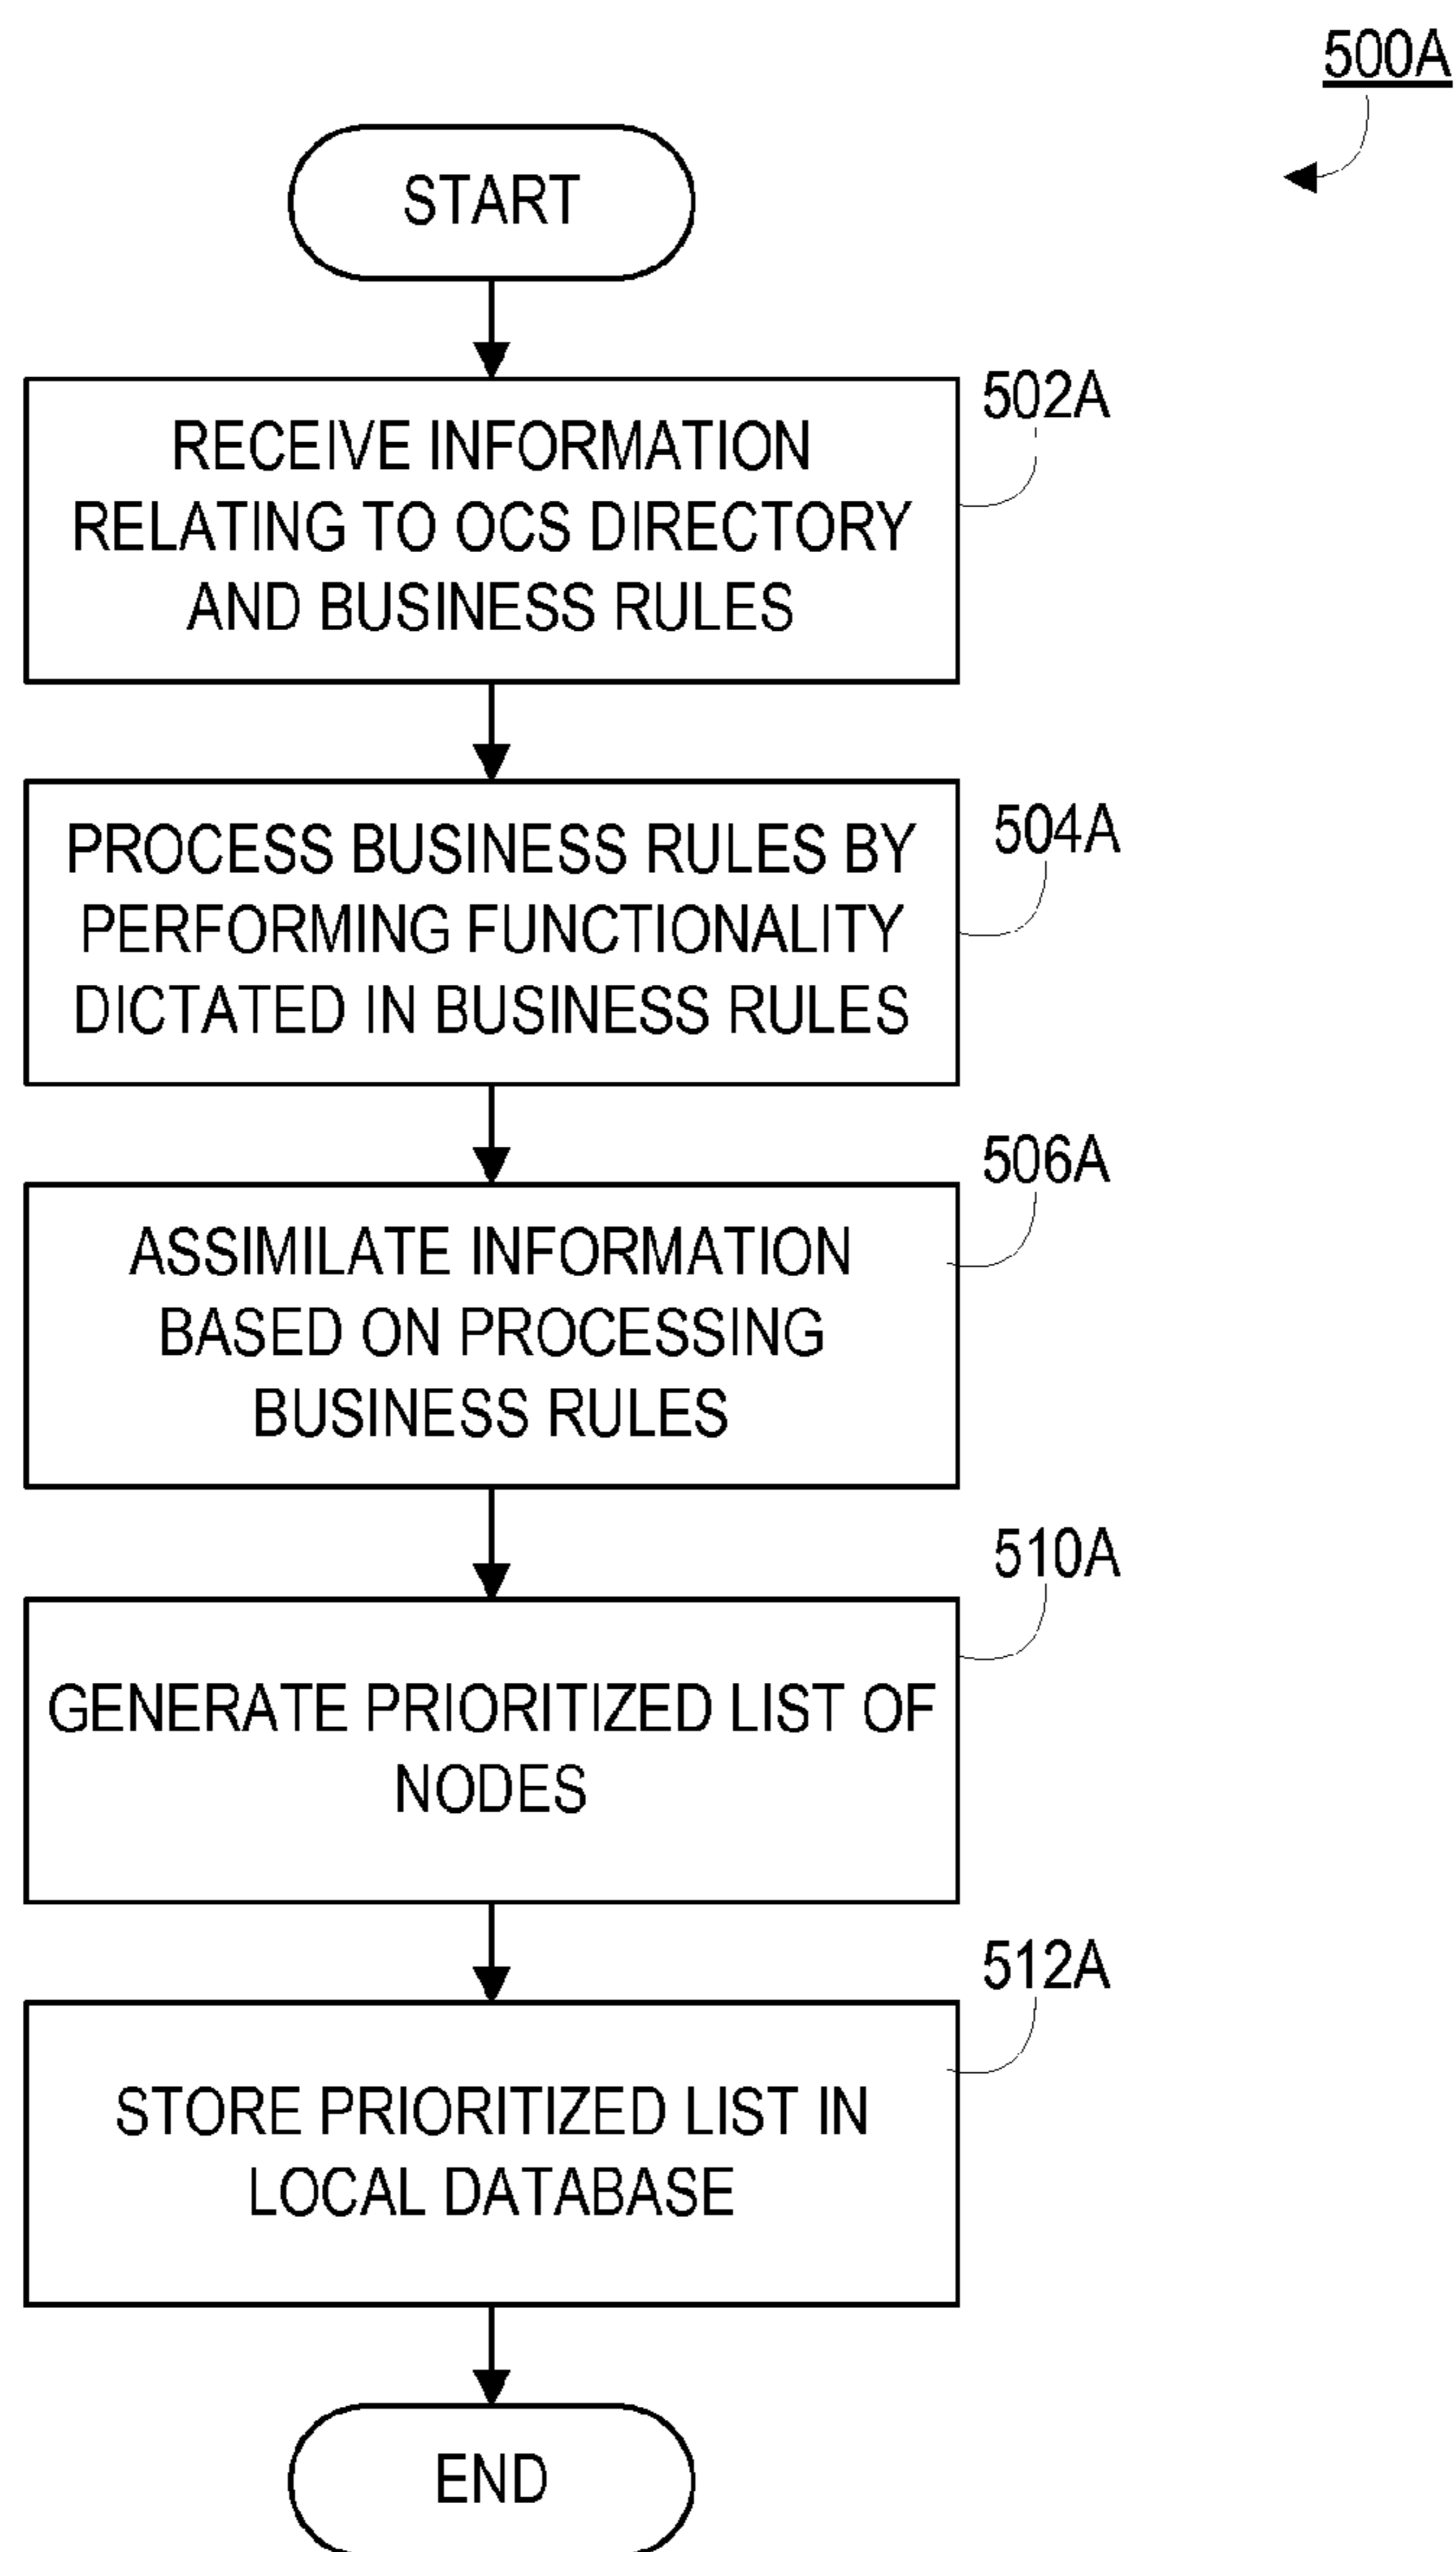 500A
START
502A
RECEIVE INFORMATION
RELATING TO OCS DIRECTORY
AND BUSINESS RULES
504A
PROCESS BUSINESS RULES BY
PERFORMING FUNCTIONALITY
DICTATED IN BUSINESS RULES
506A
ASSIMILATE INFORMATION
BASED ON PROCESSING
BUSINESS RULES
510A
GENERATE PRIORITIZED LIST OF
NODES
512A
STORE PRIORITIZED LIST IN
LOCAL DATABASE
END